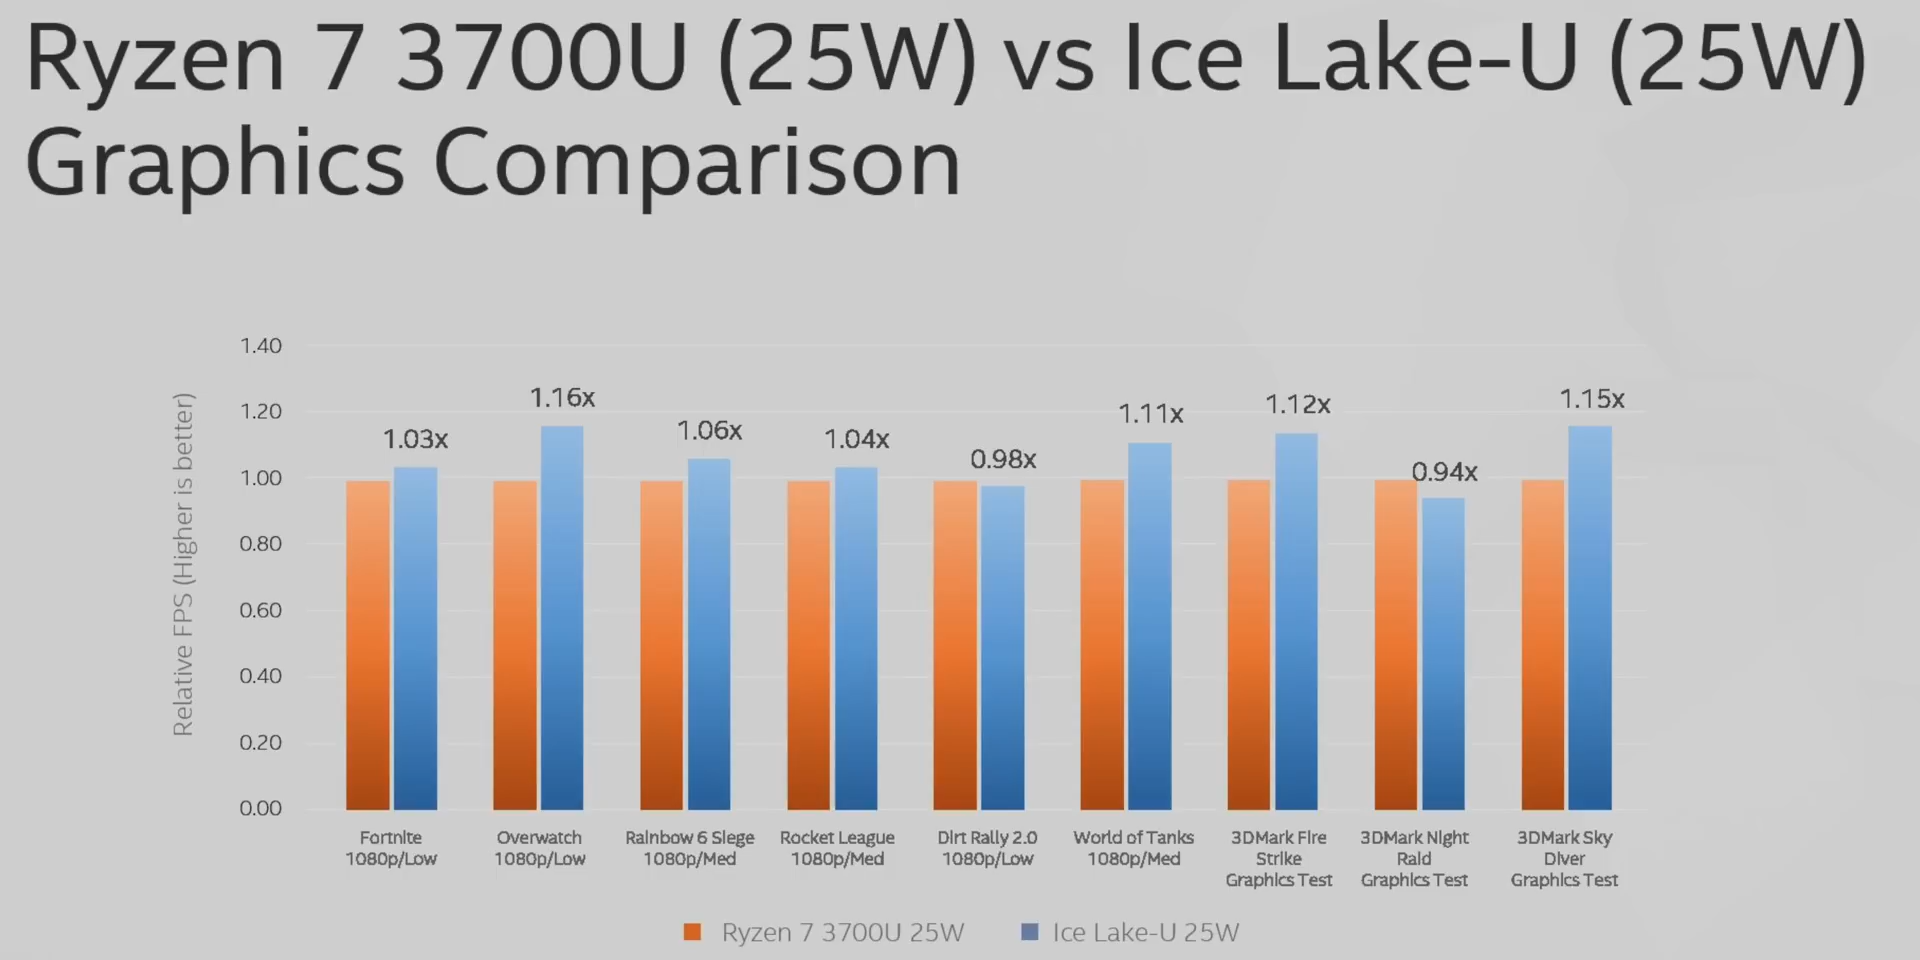 Ryzen 7 3700U (25W) vs Ice Lake-U (25W)
Graphics Comparison
Relative FPS (Higher is better)
1.40
1.20
1.00
0.80
0.60
0.40
0.20
0.00
1.03x
1.16x
1.06x
1.04x
0.98x
1.11x
1.12x
0.94x
1.15x
Fortnite
1080p/Low
Overwatch
1080p/Low
Rainbow 6 Siege
1080p/Med
Rocket League
1080p/Med
Dirt Rally 2.0
1080p/Low
World of Tanks
1080p/Med
3DMark Fire
Strike
Graphics Test
3DMark Night
Raid
Graphics Test
3DMark Sky
Diver
Graphics Test
Ryzen 7 3700U 25W
Ice Lake-U 25W